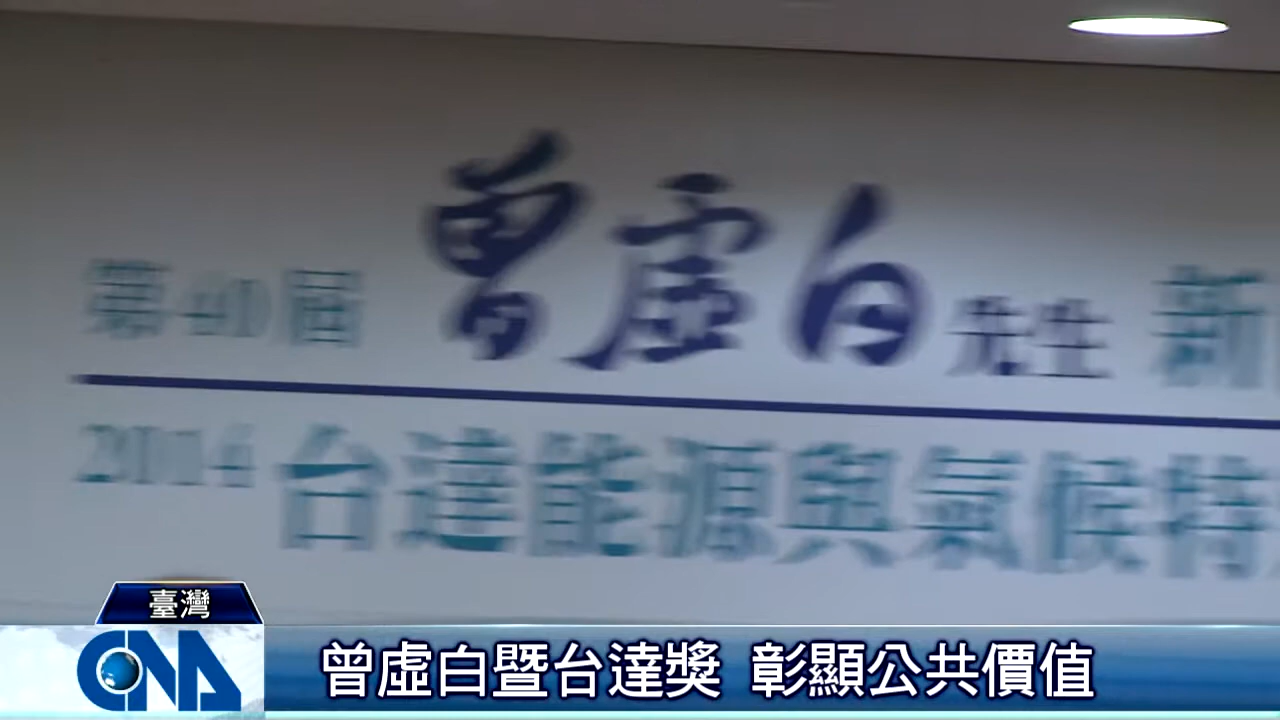 第40屆 曾虛白 先生 新
2014 台達能源與氣候特
臺灣
CNA
曾虛白暨台達獎 彰顯公共價值